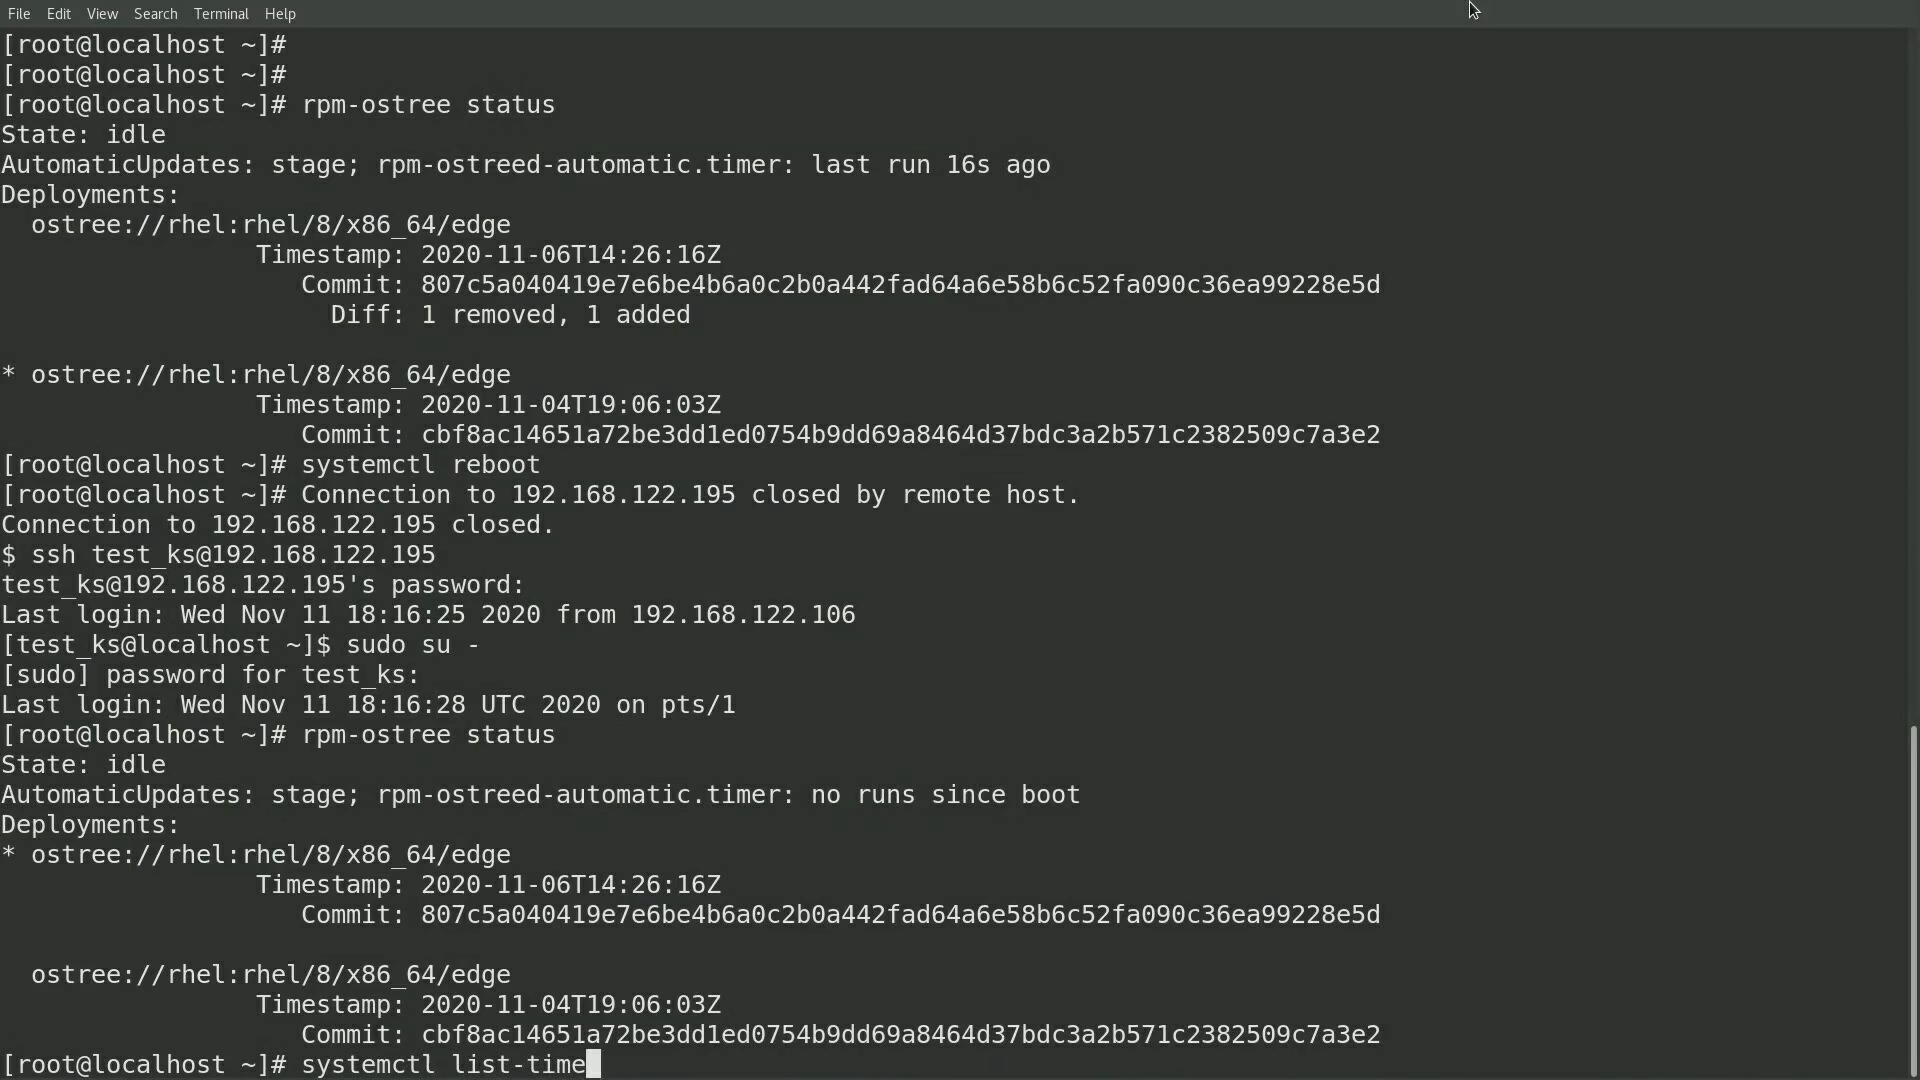 File Edit View Search Terminal Help
[root@localhost ~]#
[root@localhost ~]#
[root@localhost ~]# rpm-ostree status
State: idle
AutomaticUpdates: stage; rpm-ostreed-automatic.timer: last run 16s ago
Deployments:
  ostree://rhel:rhel/8/x86_64/edge
                 Timestamp: 2020-11-06T14:26:16Z
                    Commit: 807c5a040419e7e6be4b6a0c2b0a442fad64a6e58b6c52fa090c36ea99228e5d
                      Diff: 1 removed, 1 added

* ostree://rhel:rhel/8/x86_64/edge
                 Timestamp: 2020-11-04T19:06:03Z
                    Commit: cbf8ac14651a72be3dd1ed0754b9dd69a8464d37bdc3a2b571c2382509c7a3e2
[root@localhost ~]# systemctl reboot
[root@localhost ~]# Connection to 192.168.122.195 closed by remote host.
Connection to 192.168.122.195 closed.
$ ssh test_ks@192.168.122.195
test_ks@192.168.122.195's password:
Last login: Wed Nov 11 18:16:25 2020 from 192.168.122.106
[test_ks@localhost ~]$ sudo su -
[sudo] password for test_ks:
Last login: Wed Nov 11 18:16:28 UTC 2020 on pts/1
[root@localhost ~]# rpm-ostree status
State: idle
AutomaticUpdates: stage; rpm-ostreed-automatic.timer: no runs since boot
Deployments:
* ostree://rhel:rhel/8/x86_64/edge
                 Timestamp: 2020-11-06T14:26:16Z
                    Commit: 807c5a040419e7e6be4b6a0c2b0a442fad64a6e58b6c52fa090c36ea99228e5d

  ostree://rhel:rhel/8/x86_64/edge
                 Timestamp: 2020-11-04T19:06:03Z
                    Commit: cbf8ac14651a72be3dd1ed0754b9dd69a8464d37bdc3a2b571c2382509c7a3e2
[root@localhost ~]# systemctl list-time